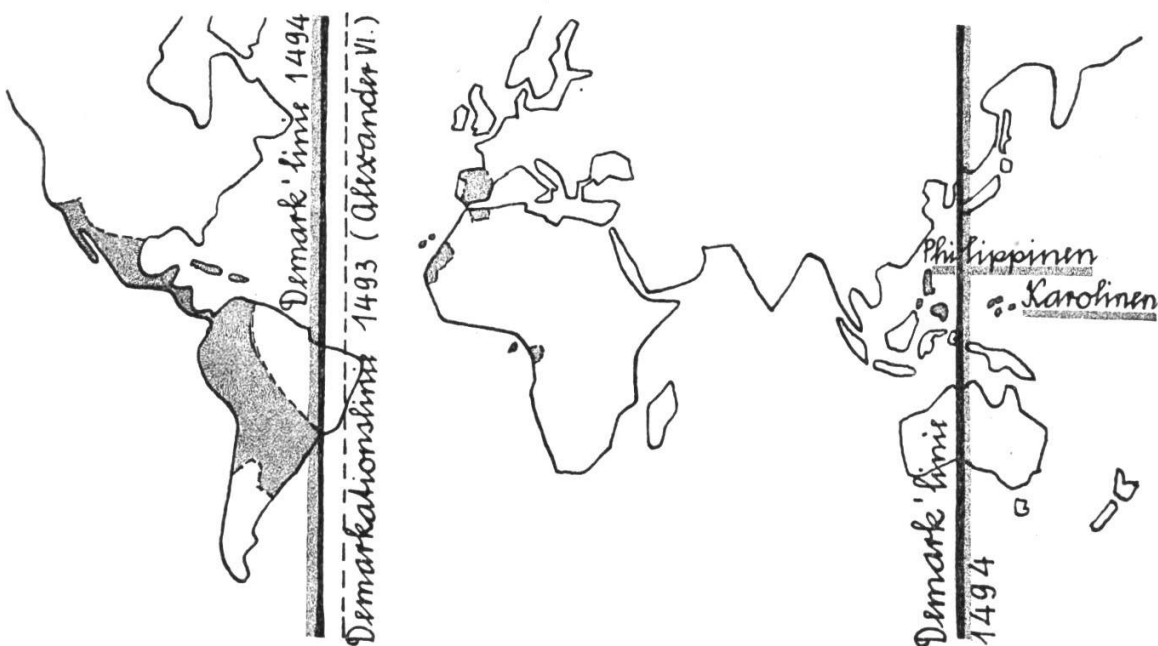 Demark'linie 1494
Demarkationslinie 1493 (Alexander VI.)
Philippinen
Karolinen
Demark'linie
1494